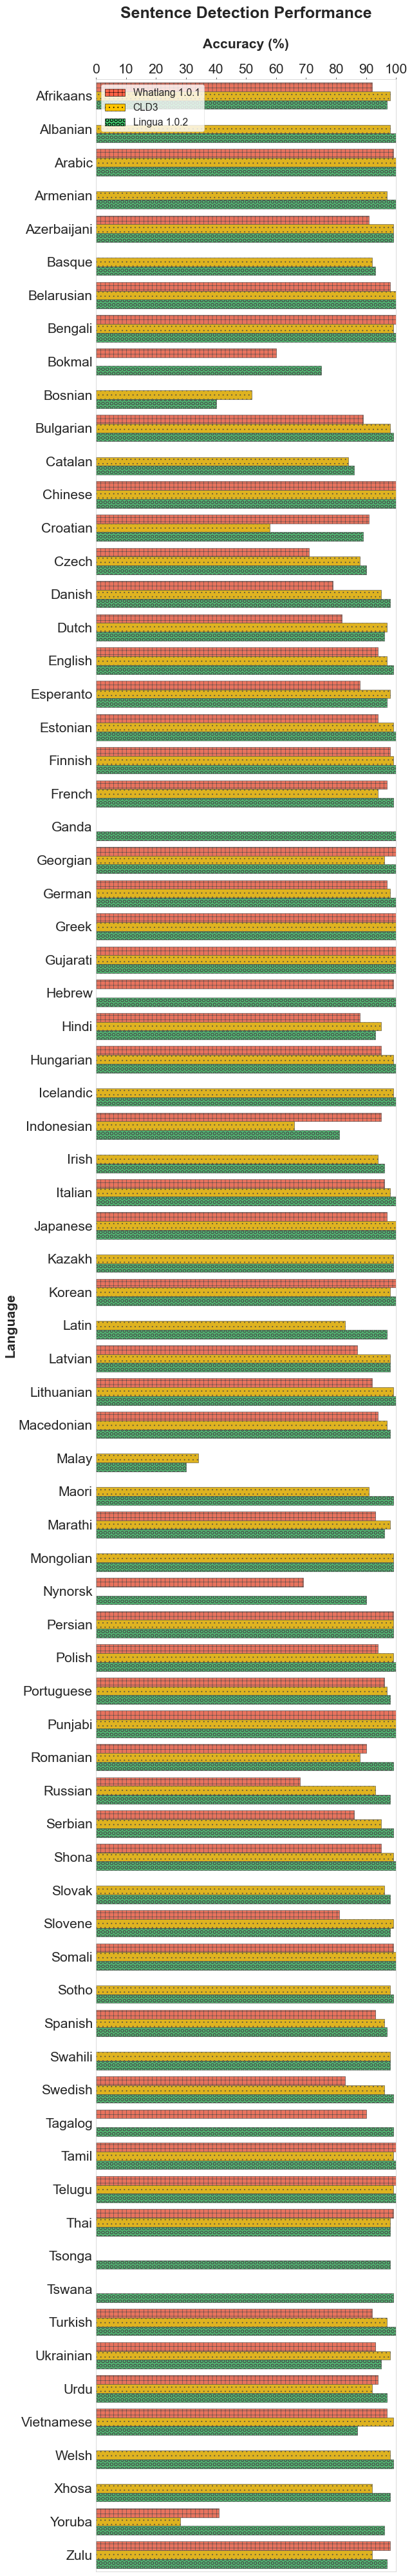 Sentence Detection Performance
Accuracy (%)
0 10 20 30 40 50 60 70 80 90 100
Whatlang 1.0.1
CLD3
Lingua 1.0.2
Language
Afrikaans
Albanian
Arabic
Armenian
Azerbaijani
Basque
Belarusian
Bengali
Bokmal
Bosnian
Bulgarian
Catalan
Chinese
Croatian
Czech
Danish
Dutch
English
Esperanto
Estonian
Finnish
French
Ganda
Georgian
German
Greek
Gujarati
Hebrew
Hindi
Hungarian
Icelandic
Indonesian
Irish
Italian
Japanese
Kazakh
Korean
Latin
Latvian
Lithuanian
Macedonian
Malay
Maori
Marathi
Mongolian
Nynorsk
Persian
Polish
Portuguese
Punjabi
Romanian
Russian
Serbian
Shona
Slovak
Slovene
Somali
Sotho
Spanish
Swahili
Swedish
Tagalog
Tamil
Telugu
Thai
Tsonga
Tswana
Turkish
Ukrainian
Urdu
Vietnamese
Welsh
Xhosa
Yoruba
Zulu